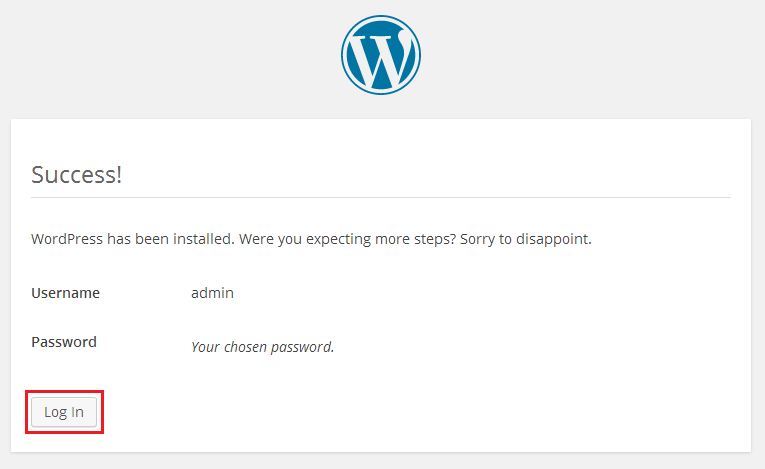 Success!
WordPress has been installed. Were you expecting more steps? Sorry to disappoint.
Username admin
Password Your chosen password.
Log In